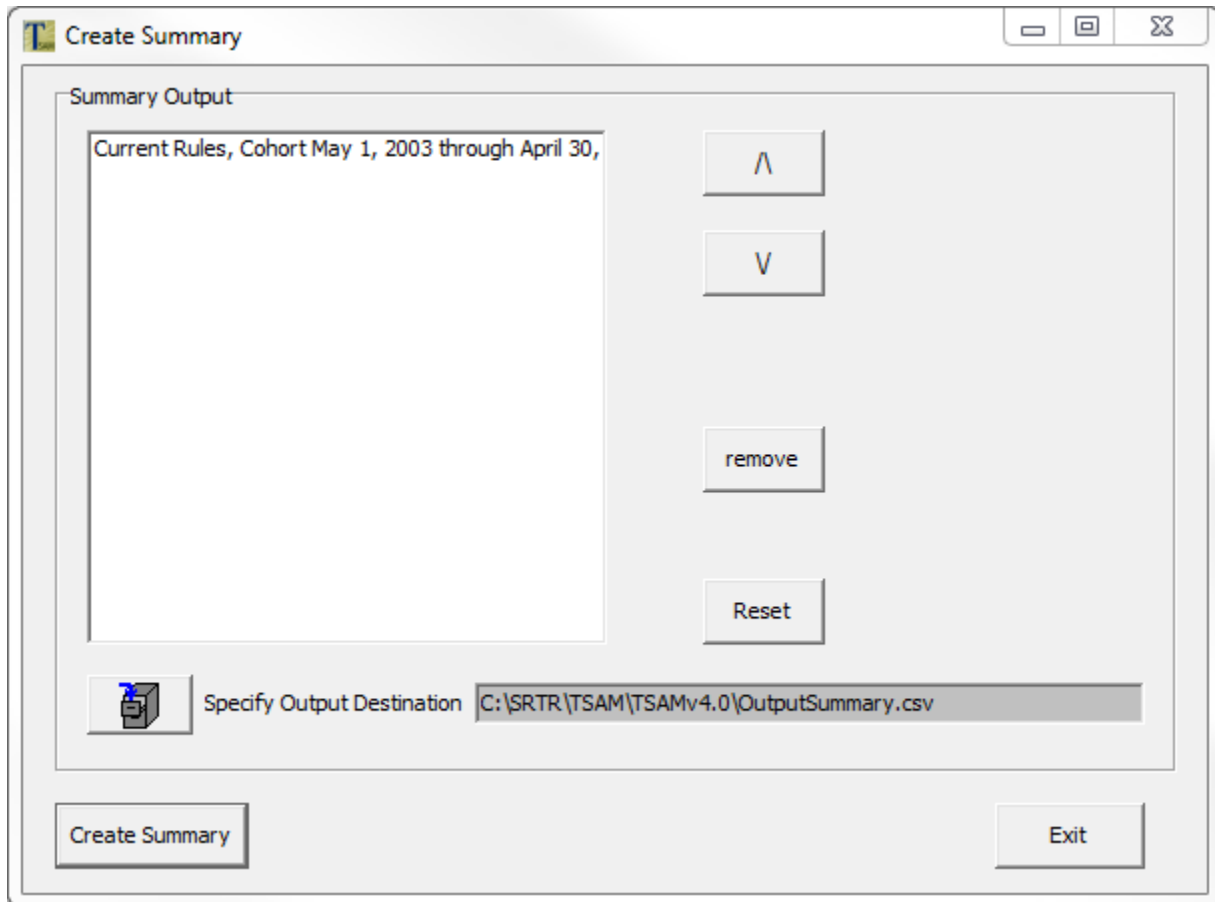 Create Summary
Summary Output
Current Rules, Cohort May 1, 2003 through April 30,
/\
\/
remove
Reset
Specify Output Destination C:\SRTR\TSAM\TSAMv4.0\OutputSummary.csv
Create Summary
Exit